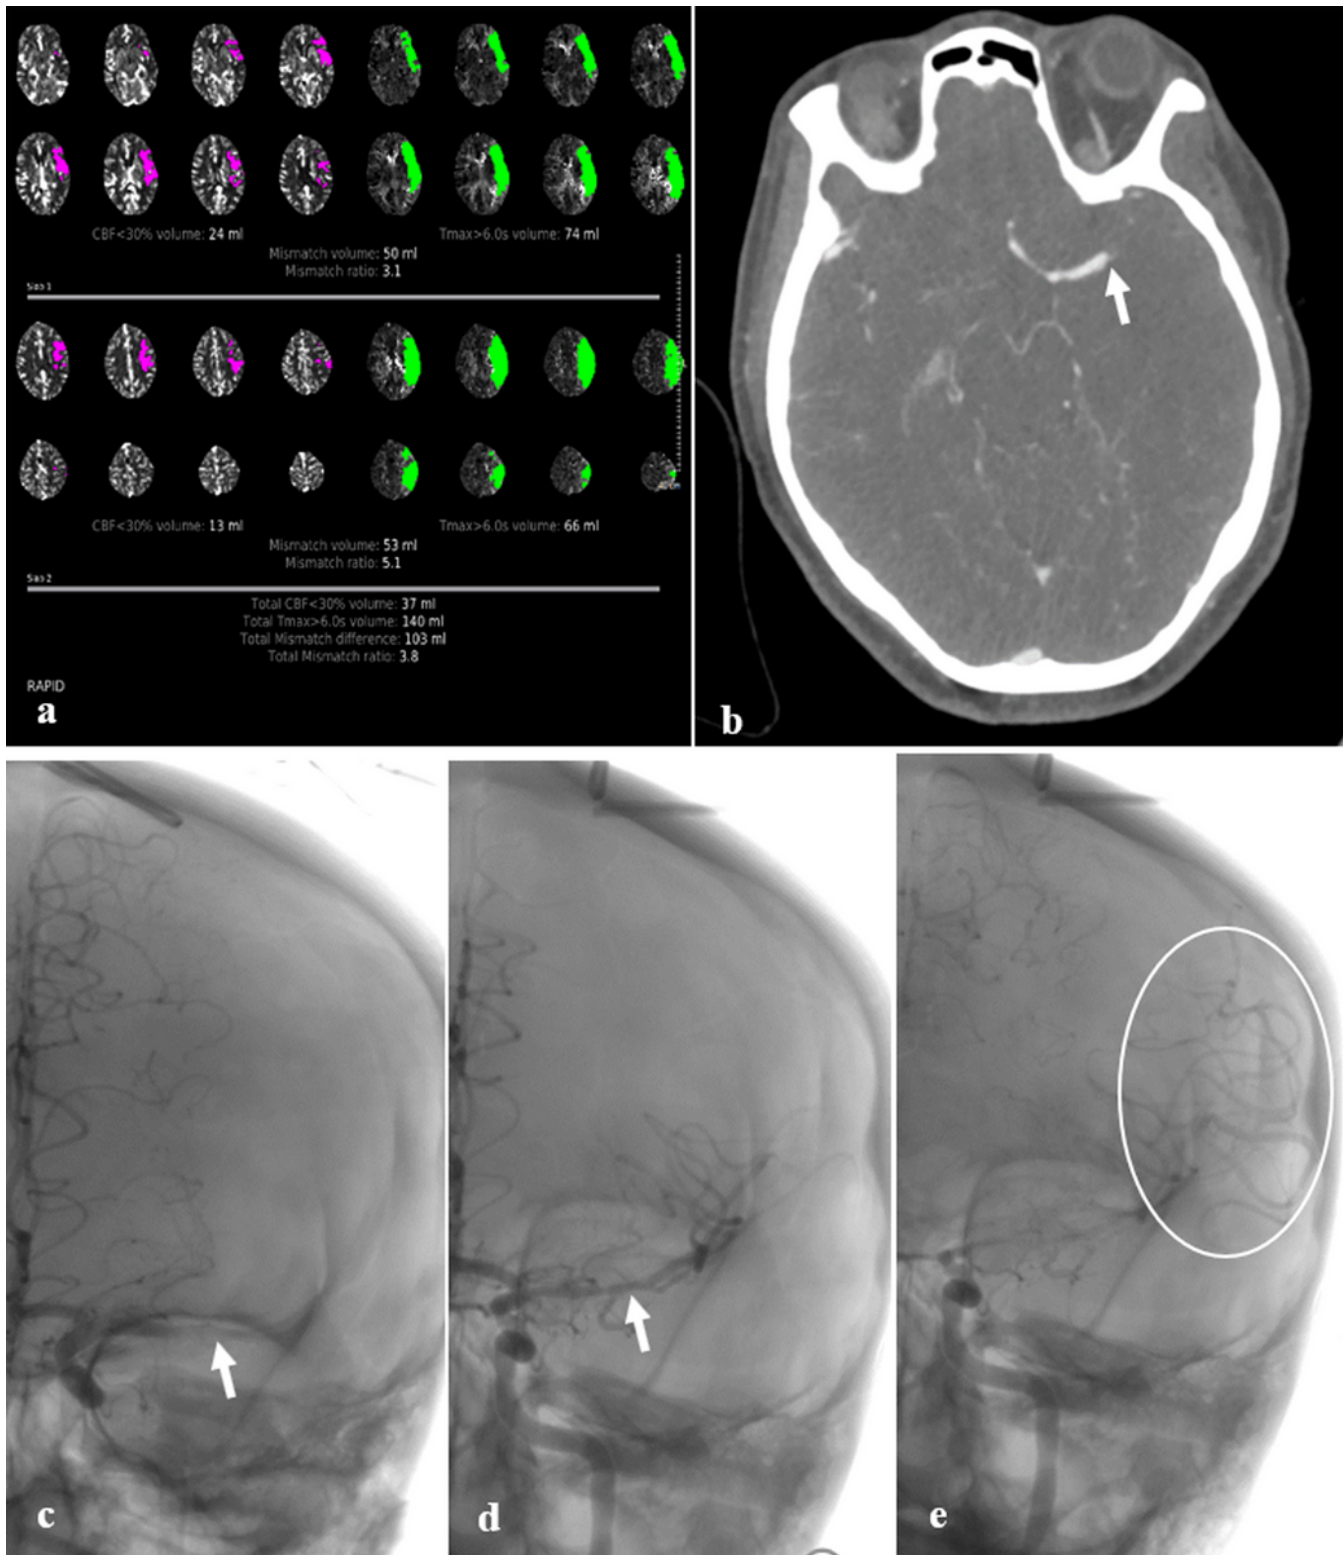 CBF<30% volume: 24 ml
Tmax>6.0s volume: 74 ml
Mismatch volume: 50 ml
Mismatch ratio: 3.1
CBF<30% volume: 13 ml
Tmax>6.0s volume: 66 ml
Mismatch volume: 53 ml
Mismatch ratio: 5.1
Total CBF<30% volume: 37 ml
Total Tmax>6.0s volume: 140 ml
Total Mismatch difference: 103 ml
Total Mismatch ratio: 3.8
RAPID
a
b
c
d
e